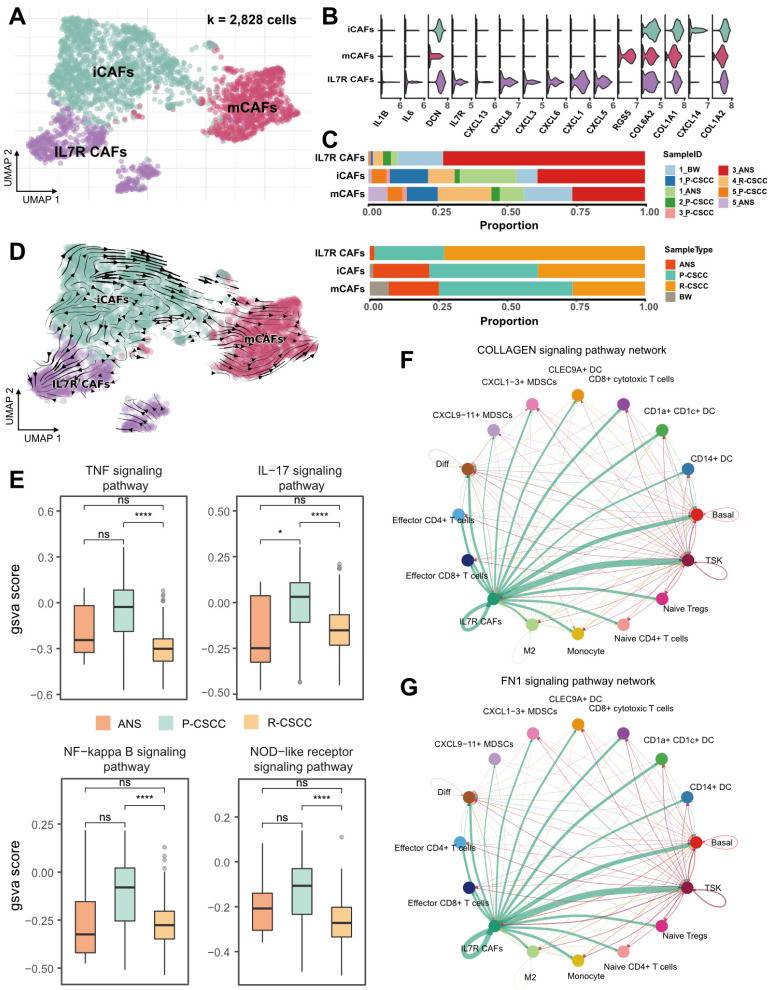 A
k = 2,828 cells
iCAFs
mCAFs
IL7R CAFs
UMAP 2
UMAP 1
B
iCAFs
mCAFs
IL7R CAFs
6 6 5 5 6 8 5 6 6 5 7 5 8 7 8
IL1B IL6 DCN IL7R CXCL13 CXCL8 CXCL3 CXCL6 CXCL1 CXCL5 RGS5 COL6A2 COL1A1 CXCL14 COL1A2
C
IL7R CAFs
iCAFs
mCAFs
0.00 0.25 0.50 0.75 1.00
Proportion
SampleID
1_BW 3_ANS
1_P-CSCC 4_R-CSCC
1_ANS 5_P-CSCC
2_P-CSCC 5_ANS
3_P-CSCC
IL7R CAFs
iCAFs
mCAFs
0.00 0.25 0.50 0.75 1.00
Proportion
SampleType
ANS
P-CSCC
R-CSCC
BW
D
iCAFs
mCAFs
IL7R CAFs
UMAP 2
UMAP 1
E
TNF signaling
pathway
ns
****
ns
0.6
0.3
0.0
−0.3
−0.6
gsva score
IL−17 signaling
pathway
ns
****
*
0.50
0.25
0.00
−0.25
−0.50
ANS P-CSCC R-CSCC
NF−kappa B signaling
pathway
ns
****
ns
0.25
0.00
−0.25
−0.50
gsva score
NOD−like receptor
signaling pathway
ns
****
ns
0.2
0.0
−0.2
−0.4
F
COLLAGEN signaling pathway network
CLEC9A+ DC
CD8+ cytotoxic T cells
CXCL1−3+ MDSCs
CD1a+ CD1c+ DC
CXCL9−11+ MDSCs
CD14+ DC
Diff
Basal
Effector CD4+ T cells
TSK
Effector CD8+ T cells
Naive Tregs
IL7R CAFs
Naive CD4+ T cells
M2
Monocyte
G
FN1 signaling pathway network
CLEC9A+ DC
CD8+ cytotoxic T cells
CXCL1−3+ MDSCs
CD1a+ CD1c+ DC
CXCL9−11+ MDSCs
CD14+ DC
Diff
Basal
Effector CD4+ T cells
TSK
Effector CD8+ T cells
Naive Tregs
IL7R CAFs
Naive CD4+ T cells
M2
Monocyte